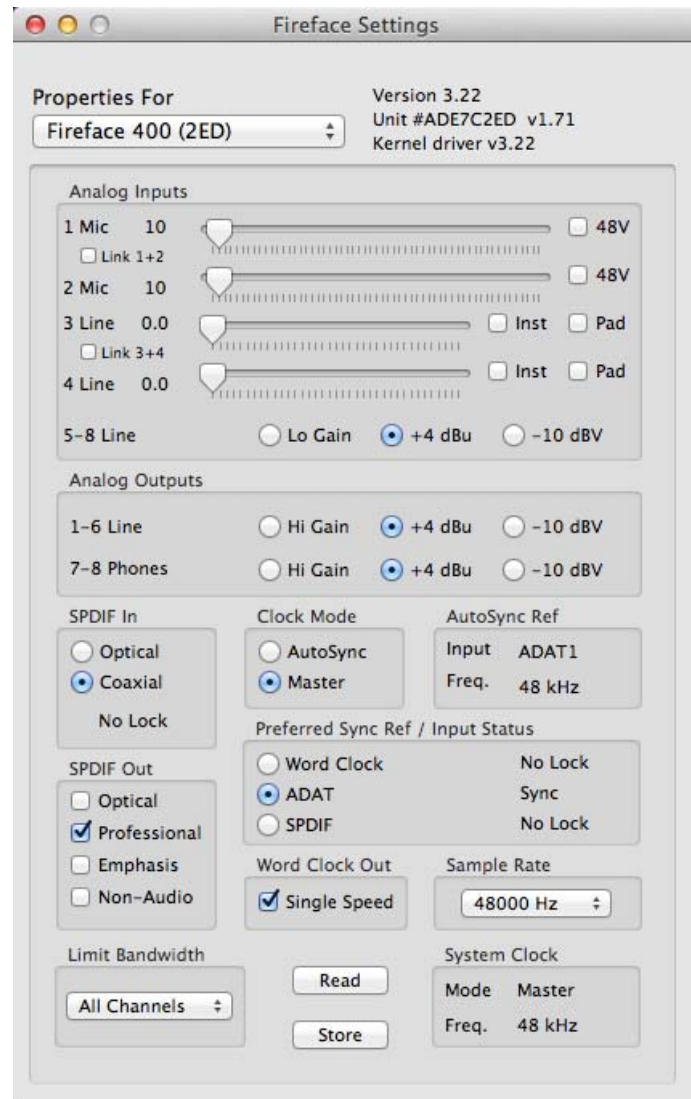 Fireface Settings
Properties For
Fireface 400 (2ED)
Version 3.22
Unit #ADE7C2ED v1.71
Kernel driver v3.22
Analog Inputs
1 Mic 10 48V
Link 1+2
2 Mic 10 48V
3 Line 0.0 Inst Pad
Link 3+4
4 Line 0.0 Inst Pad
5-8 Line Lo Gain +4 dBu -10 dBV
Analog Outputs
1-6 Line Hi Gain +4 dBu -10 dBV
7-8 Phones Hi Gain +4 dBu -10 dBV
SPDIF In
Optical
Coaxial
No Lock
Clock Mode
AutoSync
Master
AutoSync Ref
Input ADAT1
Freq. 48 kHz
Preferred Sync Ref / Input Status
Word Clock No Lock
ADAT Sync
SPDIF No Lock
SPDIF Out
Optical
Professional
Emphasis
Non-Audio
Word Clock Out
Single Speed
Sample Rate
48000 Hz
Limit Bandwidth
All Channels
Read
Store
System Clock
Mode Master
Freq. 48 kHz